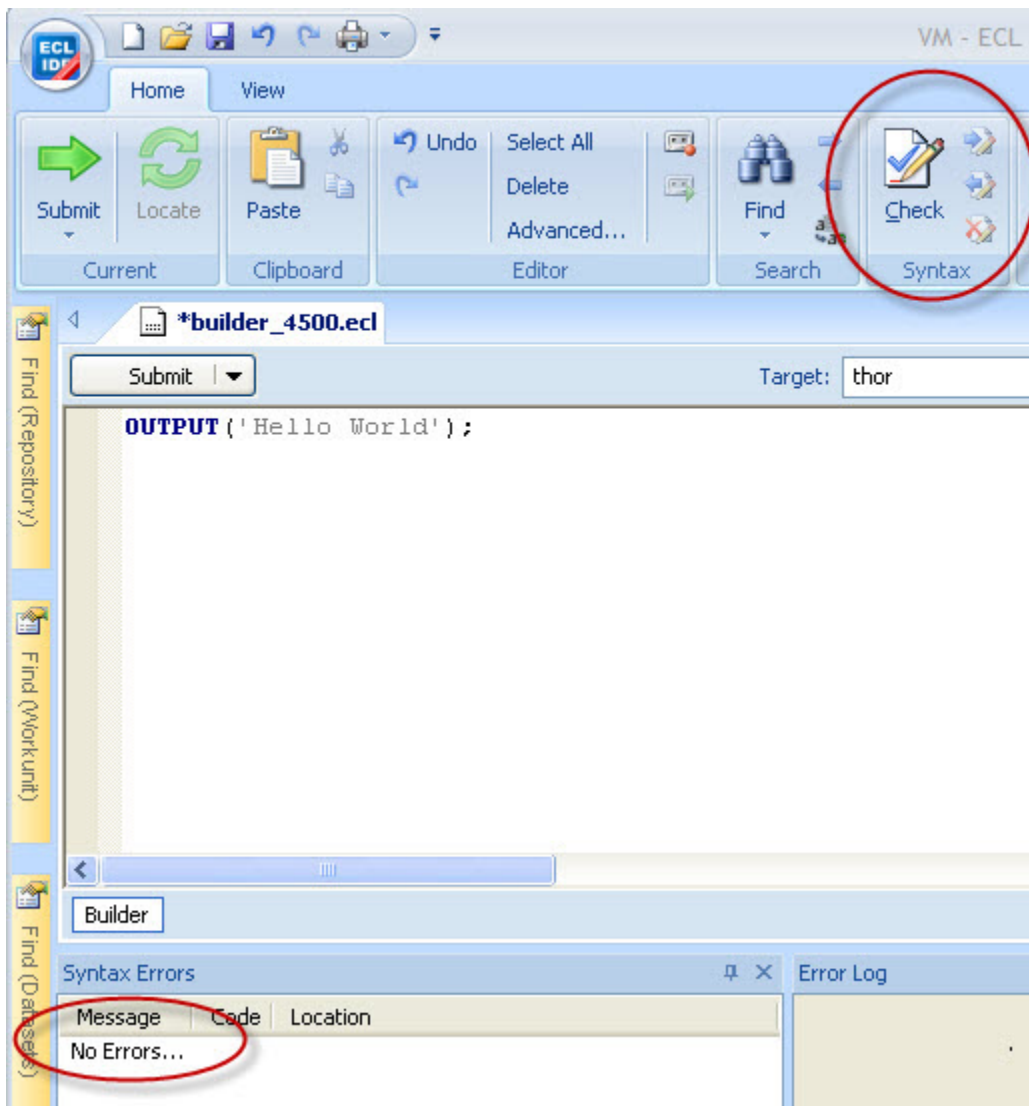 ECL
IDE
VM - ECL
Home View
Undo Select All
Delete
Submit Locate Paste Find Check
Advanced...
Current Clipboard Editor Search Syntax
*builder_4500.ecl
Find (Repository)
Submit Target: thor
OUTPUT('Hello World');
Find (Workunit)
Builder
Find (Datasets)
Syntax Errors Error Log
Message Code Location
No Errors...